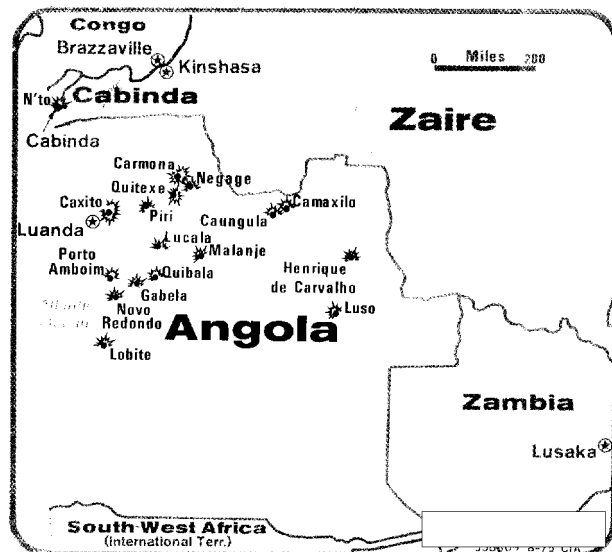 Congo
Brazzaville
Kinshasa
0 Miles 200
N'to
Cabinda
Cabinda
Zaire
Carmona
Negage
Quitexe
Caxito
Piri
Camaxilo
Caungula
Luanda
Lucala
Malanje
Porto
Amboim
Quibala
Henrique
de Carvalho
Gabela
Novo
Redondo
Luso
Angola
Lobite
Zambia
Lusaka
South-West Africa
(International Terr.)
CIA